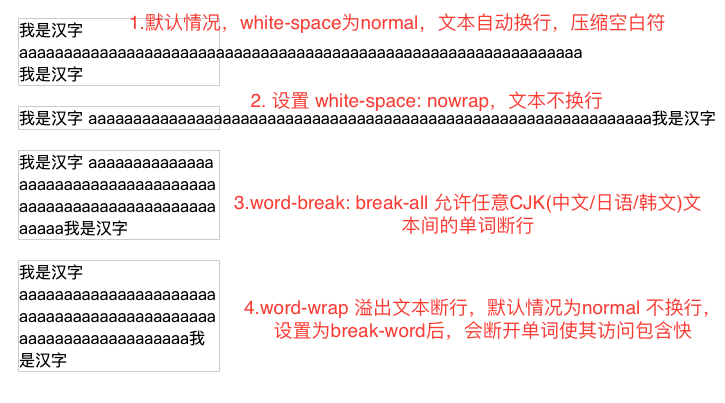 1.默认情况，white-space为normal，文本自动换行，压缩空白符
我是汉字
aaaaaaaaaaaaaaaaaaaaaaaaaaaaaaaaaaaaaaaaaaaaaaaaaaaaaaaaaaaaaaa
我是汉字
2. 设置 white-space: nowrap，文本不换行
我是汉字 aaaaaaaaaaaaaaaaaaaaaaaaaaaaaaaaaaaaaaaaaaaaaaaaaaaaaaaaaaaaaaa我是汉字
我是汉字 aaaaaaaaaaaaaa
aaaaaaaaaaaaaaaaaaaaaa
aaaaaaaaaaaaaaaaaaaaaa
aaaaa我是汉字
3.word-break: break-all 允许任意CJK(中文/日语/韩文)文
本间的单词断行
我是汉字
aaaaaaaaaaaaaaaaaaaaaa
aaaaaaaaaaaaaaaaaaaaaa
aaaaaaaaaaaaaaaaaaa我
是汉字
4.word-wrap 溢出文本断行，默认情况为normal 不换行，
设置为break-word后，会断开单词使其访问包含快